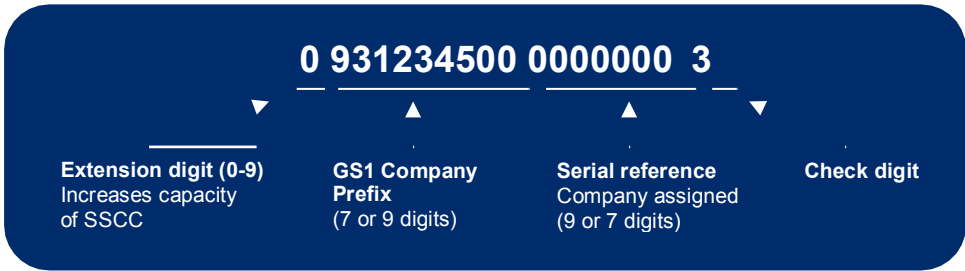 0 931234500 0000000 3
Extension digit (0-9)
Increases capacity
of SSCC
GS1 Company
Prefix
(7 or 9 digits)
Serial reference
Company assigned
(9 or 7 digits)
Check digit